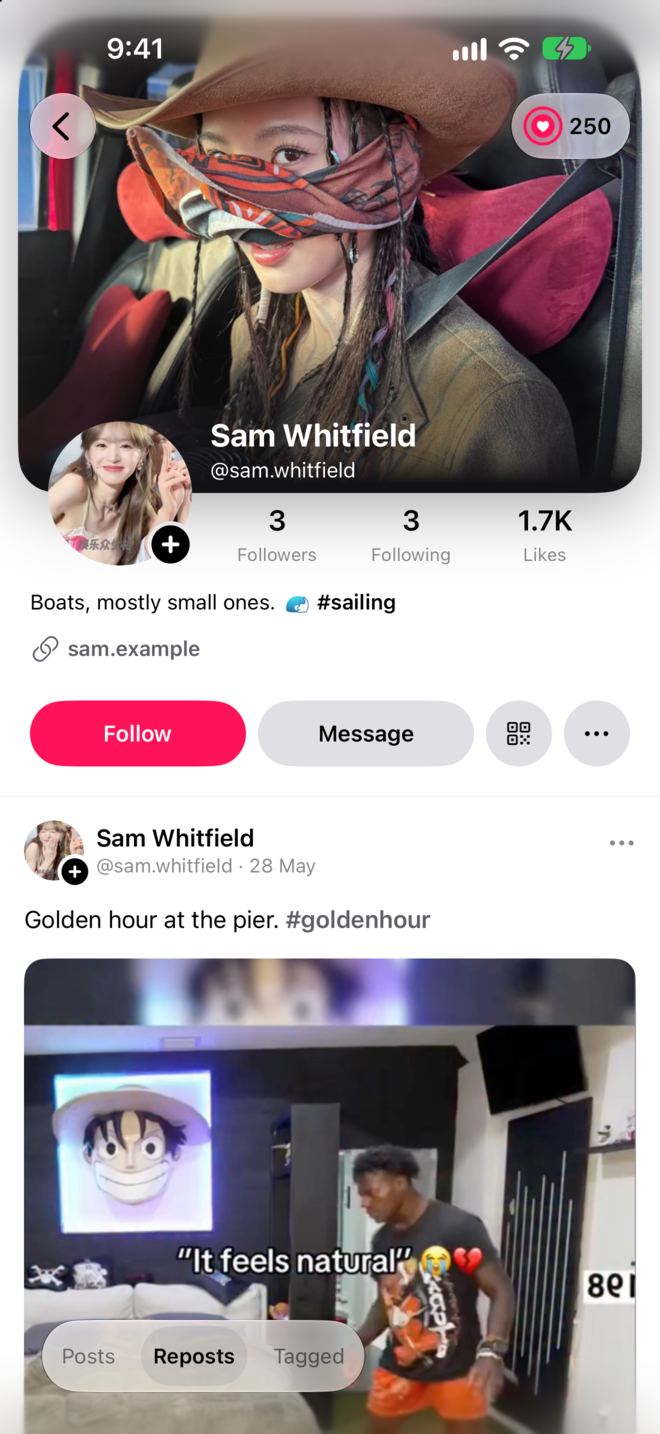 9:41
250
Sam Whitfield
@sam.whitfield
3
3
1.7K
Followers
Following
Likes
Boats, mostly small ones. #sailing
sam.example
Follow
Message
Sam Whitfield
@sam.whitfield · 28 May
Golden hour at the pier. #goldenhour
"It feels natural" 😭💔
Posts
Reposts
Tagged